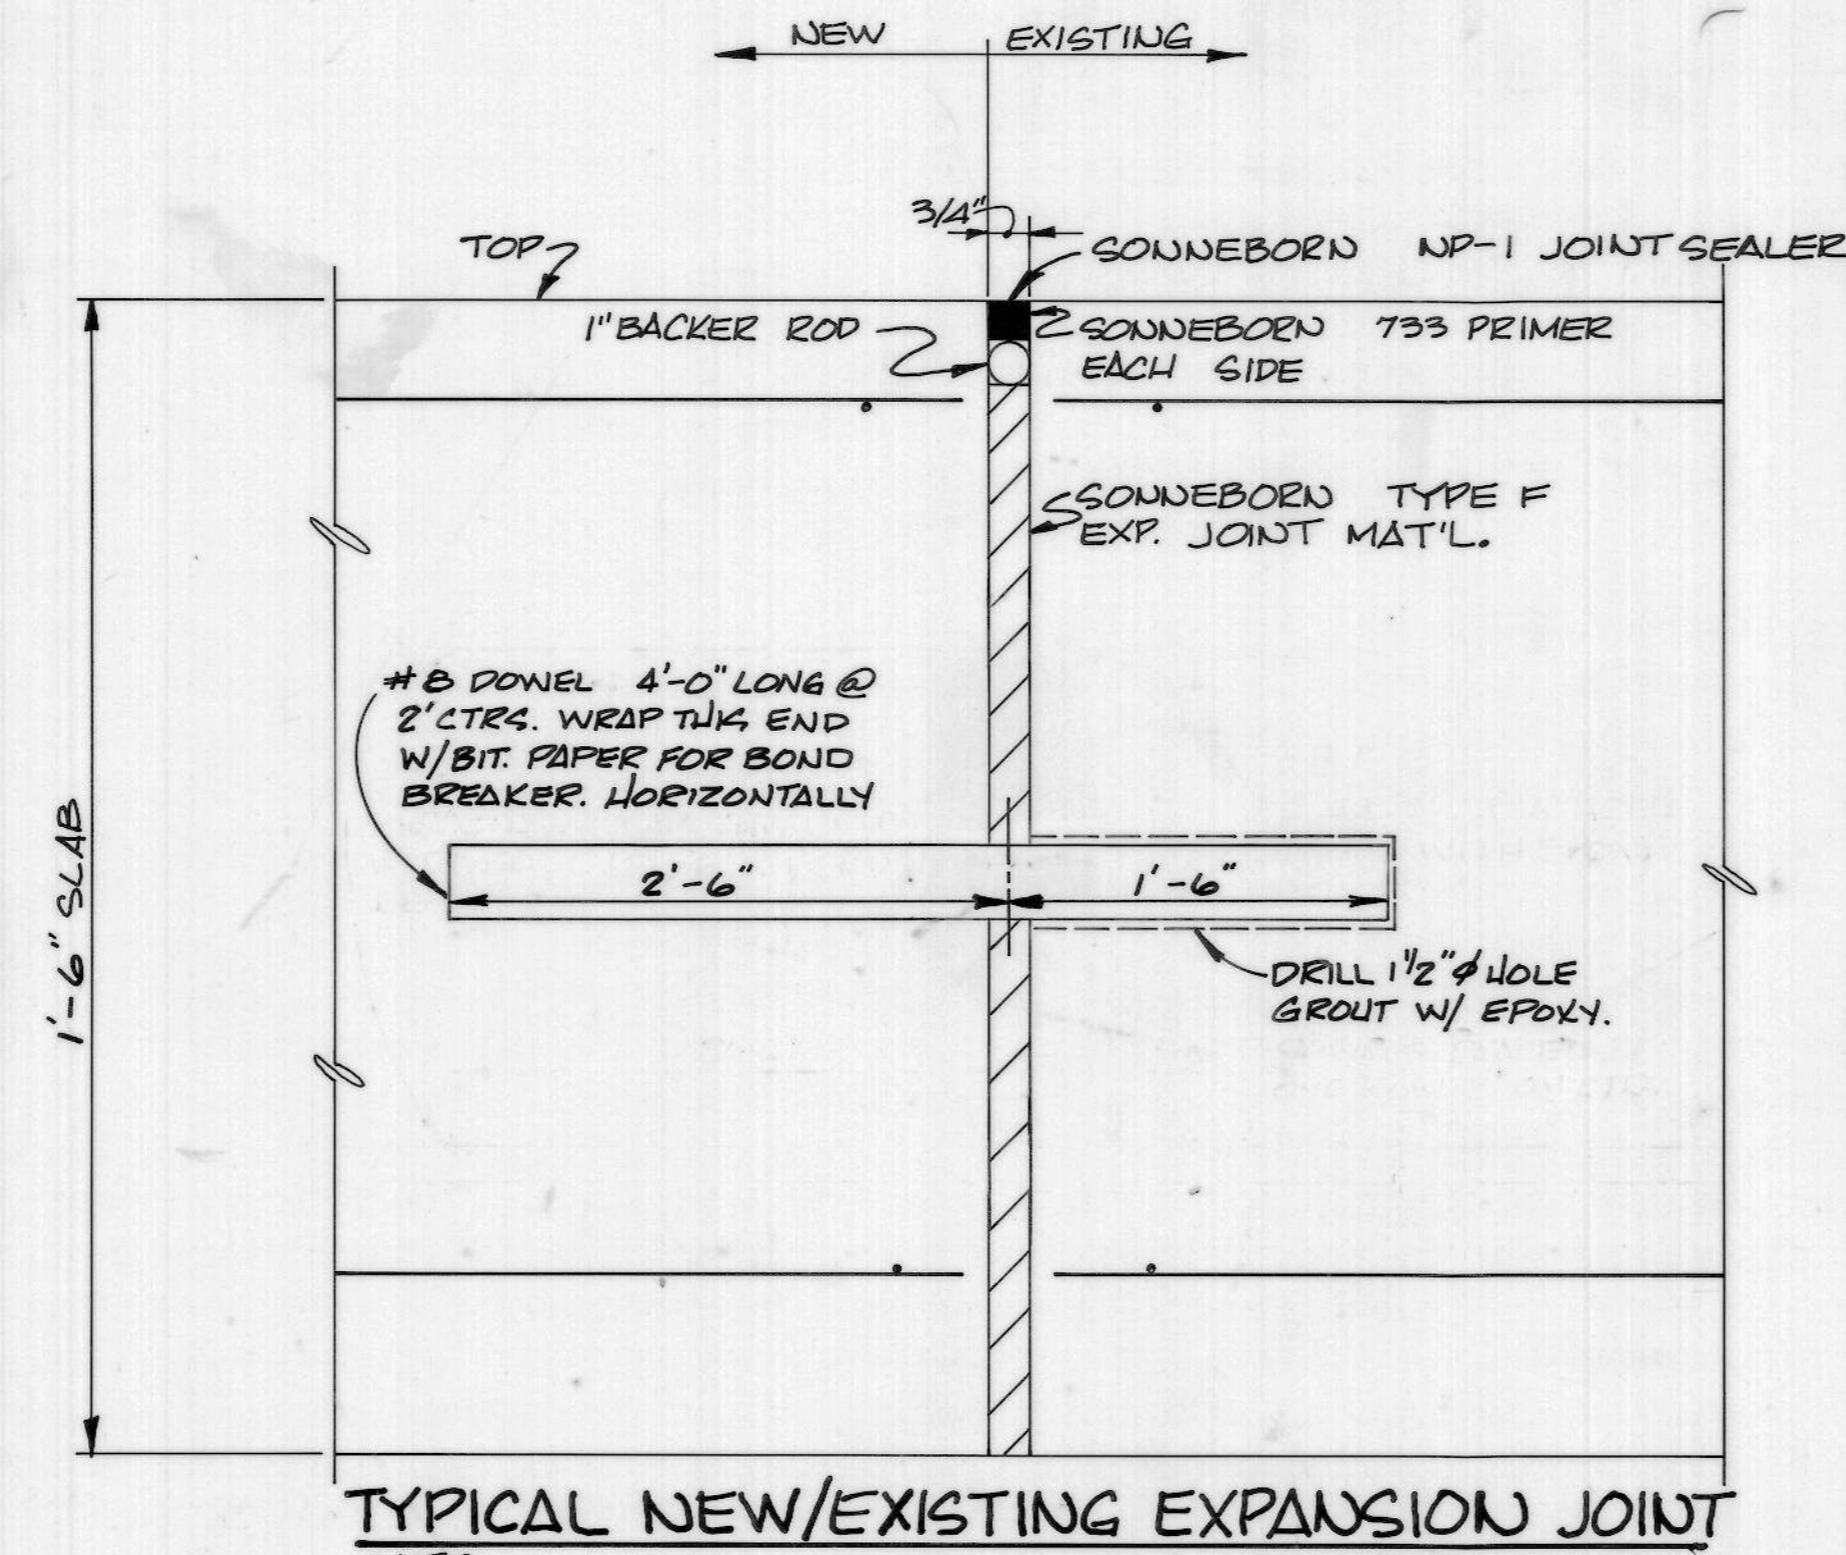 NEW EXISTING
3/4"
TOP
SONNEBORN NP-1 JOINT SEALER
1" BACKER ROD
SONNEBORN 733 PRIMER
EACH SIDE
SONNEBORN TYPE F
EXP. JOINT MAT'L.
#8 DOWEL 4'-0" LONG @
2' CTRS. WRAP THIS END
W/BIT. PAPER FOR BOND
BREAKER. HORIZONTALLY
2'-6" 1'-6"
1'-6" SLAB
DRILL 1 1/2" ϕ HOLE
GROUT W/ EPOXY.
TYPICAL NEW/EXISTING EXPANSION JOINT